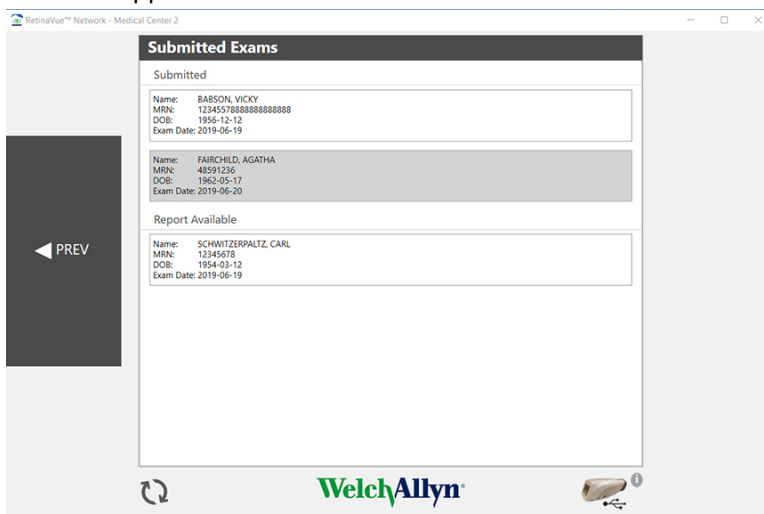 RetinaVue™ Network - Medical Center 2
Submitted Exams
Submitted
Name: BABSON, VICKY
MRN: 12345578888888888888
DOB: 1956-12-12
Exam Date: 2019-06-19
Name: FAIRCHILD, AGATHA
MRN: 48591236
DOB: 1962-05-17
Exam Date: 2019-06-20
Report Available
Name: SCHWITZERPALTZ, CARL
MRN: 12345678
DOB: 1954-03-12
Exam Date: 2019-06-19
PREV
WelchAllyn®
i